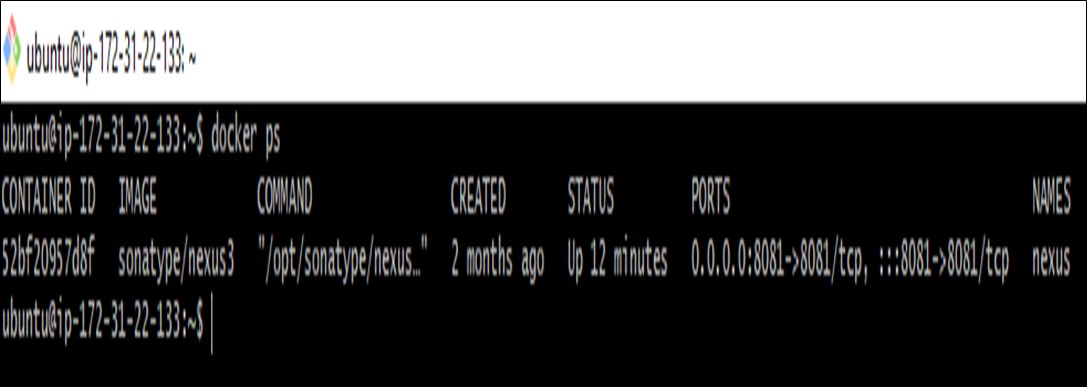 ubuntu@ip-172-31-22-133: ~
ubuntu@ip-172-31-22-133:~$ docker ps
CONTAINER ID   IMAGE             COMMAND                  CREATED        STATUS          PORTS                                       NAMES
52bf20957d8f   sonatype/nexus3   "/opt/sonatype/nexus…"   2 months ago   Up 12 minutes   0.0.0.0:8081->8081/tcp, :::8081->8081/tcp   nexus
ubuntu@ip-172-31-22-133:~$